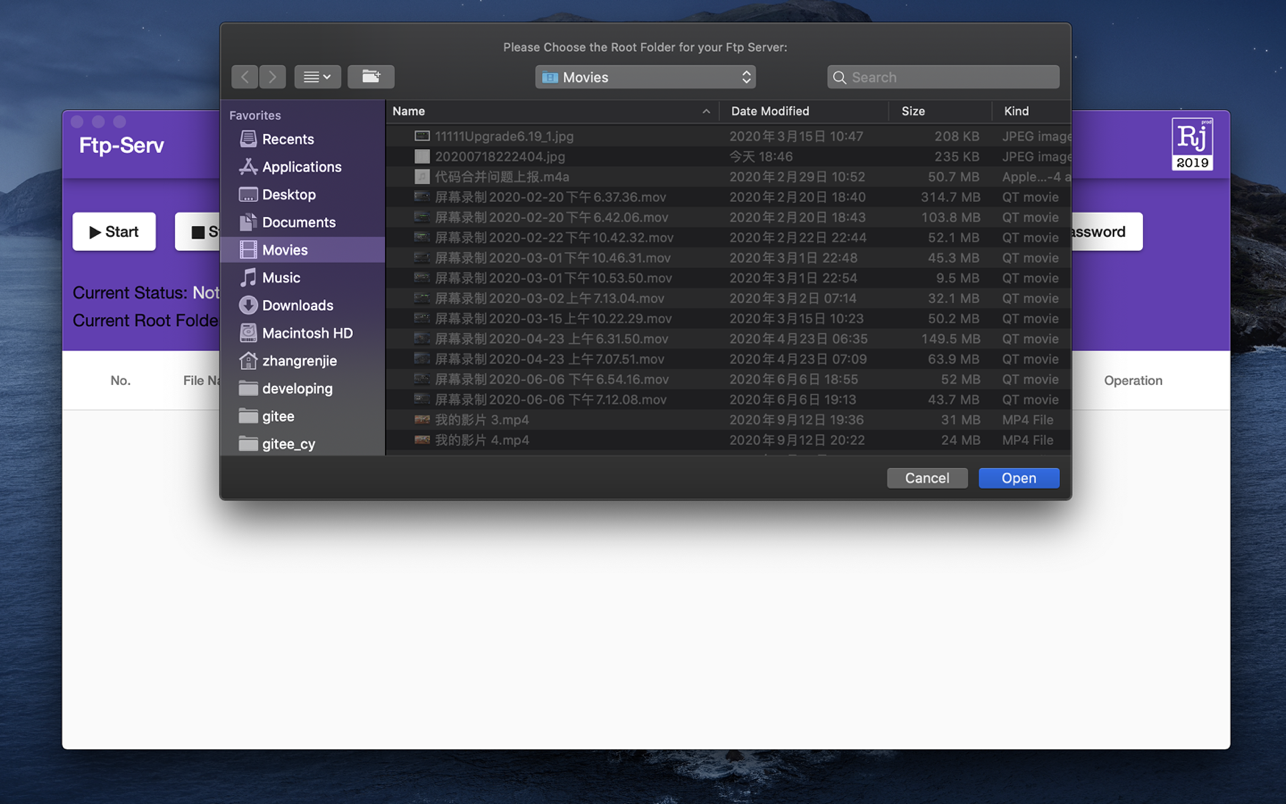 Please Choose the Root Folder for your Ftp Server:
Movies
Search
Favorites
Recents
Applications
Desktop
Documents
Movies
Music
Downloads
Macintosh HD
zhangrenjie
developing
gitee
gitee_cy
Name Date Modified Size Kind
11111Upgrade6.19_1.jpg 2020年3月15日 10:47 208 KB JPEG image
20200718222404.jpg 今天 18:46 235 KB JPEG image
代码合并问题上报.m4a 2020年2月29日 10:52 50.7 MB Apple...-4 a
屏幕录制2020-02-20下午6.37.36.mov 2020年2月20日 18:40 314.7 MB QT movie
屏幕录制2020-02-20下午6.42.06.mov 2020年2月20日 18:43 103.8 MB QT movie
屏幕录制2020-02-22下午10.42.32.mov 2020年2月22日 22:44 52.1 MB QT movie
屏幕录制2020-03-01下午10.46.31.mov 2020年3月1日 22:48 45.3 MB QT movie
屏幕录制2020-03-01下午10.53.50.mov 2020年3月1日 22:54 9.5 MB QT movie
屏幕录制2020-03-02上午7.13.04.mov 2020年3月2日 07:14 32.1 MB QT movie
屏幕录制2020-03-15上午10.22.29.mov 2020年3月15日 10:23 50.2 MB QT movie
屏幕录制2020-04-23 上午6.31.50.mov 2020年4月23日 06:35 149.5 MB QT movie
屏幕录制2020-04-23 上午7.07.51.mov 2020年4月23日 07:09 63.9 MB QT movie
屏幕录制2020-06-06 下午6.54.16.mov 2020年6月6日 18:55 52 MB QT movie
屏幕录制2020-06-06 下午7.12.08.mov 2020年6月6日 19:13 43.7 MB QT movie
我的影片 3.mp4 2020年9月12日 19:36 31 MB MP4 File
我的影片 4.mp4 2020年9月12日 20:22 24 MB MP4 File
Cancel Open
Ftp-Serv
Rj
2019
Start
assword
Current Status: Not
Current Root Folde
No. File Na Operation